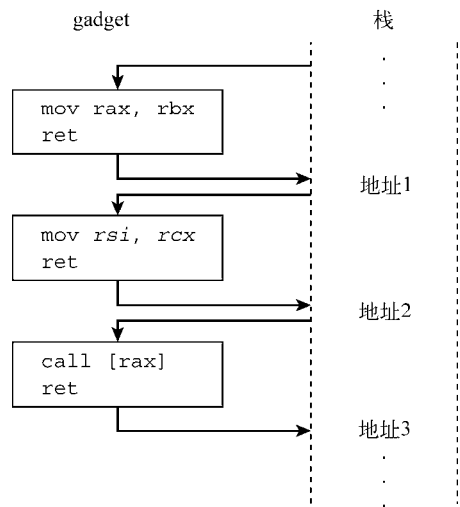 gadget
栈
mov rax, rbx
ret
地址1
mov rsi, rcx
ret
地址2
call [rax]
ret
地址3